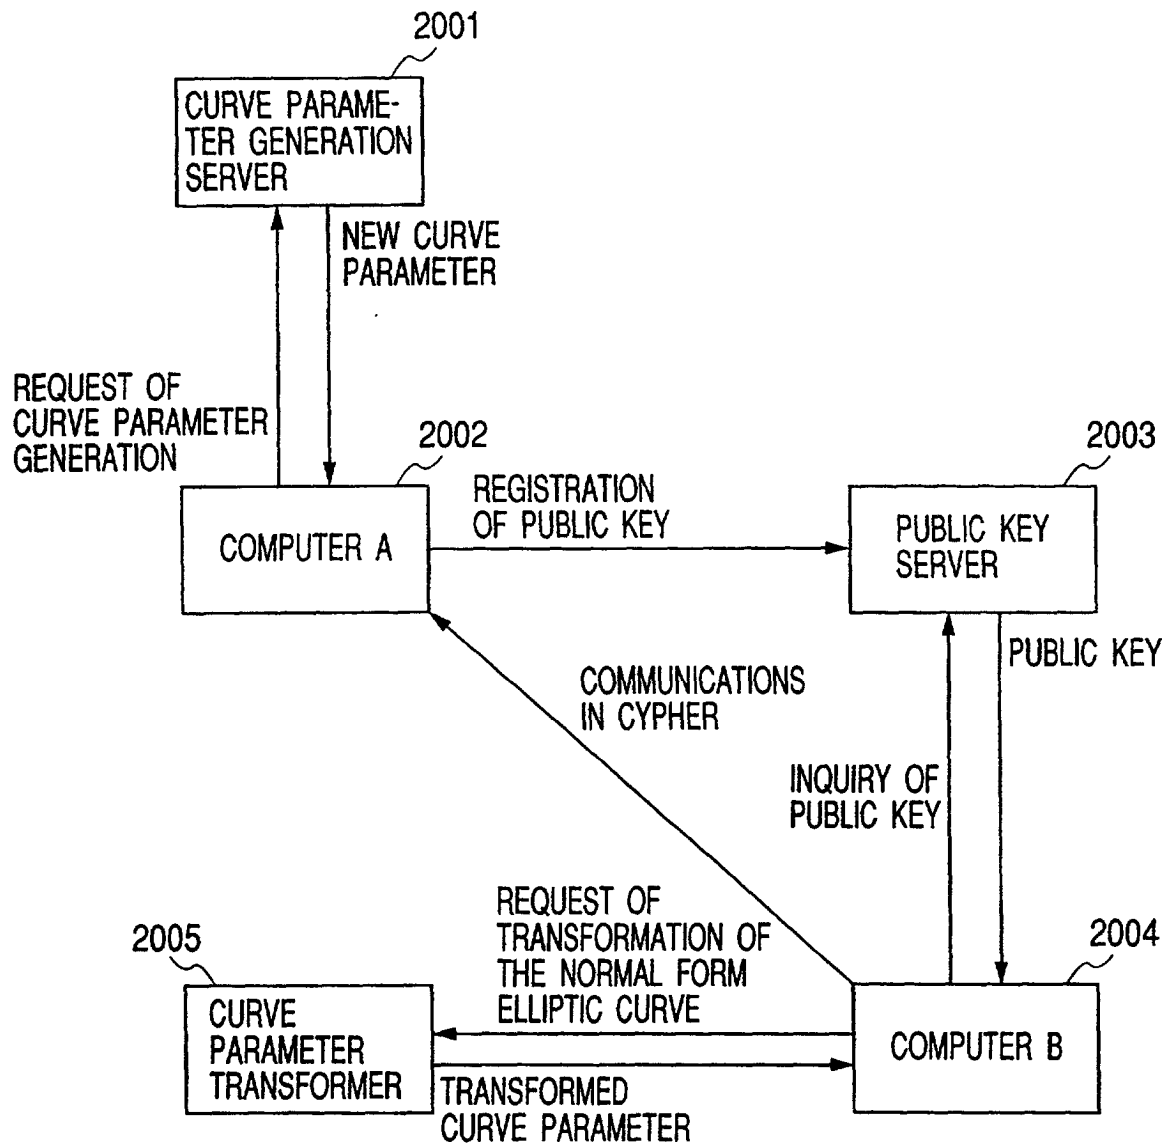 2001
CURVE PARAME-
TER GENERATION
SERVER
NEW CURVE
PARAMETER
REQUEST OF
CURVE PARAMETER
GENERATION
2002
COMPUTER A
REGISTRATION
OF PUBLIC KEY
2003
PUBLIC KEY
SERVER
PUBLIC KEY
COMMUNICATIONS
IN CYPHER
INQUIRY OF
PUBLIC KEY
REQUEST OF
TRANSFORMATION OF
THE NORMAL FORM
ELLIPTIC CURVE
2004
COMPUTER B
2005
CURVE
PARAMETER
TRANSFORMER
TRANSFORMED
CURVE PARAMETER